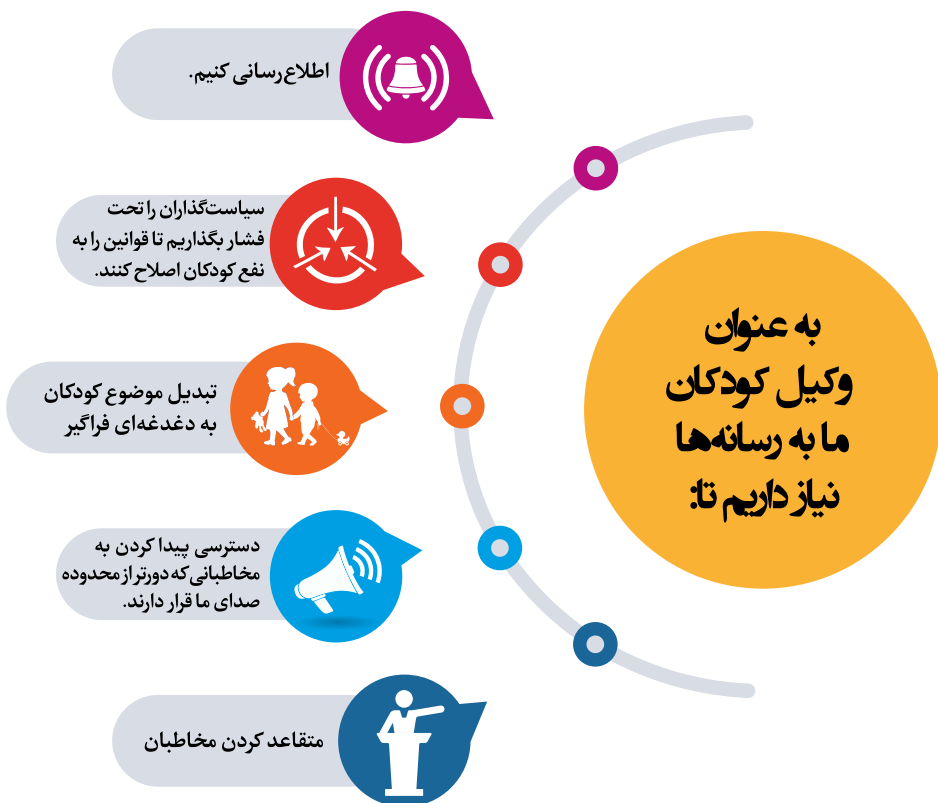 به عنوان
وکیل کودکان
ما به رسانه‌ها
نیاز داریم تا:
اطلاع‌رسانی کنیم.
سیاست‌گذاران را تحت
فشار بگذاریم تا قوانین را به
نفع کودکان اصلاح کنند.
تبدیل موضوع کودکان
به دغدغه‌ای فراگیر
دسترسی پیدا کردن به
مخاطبانی که دورتر از محدوده
صدای ما قرار دارند.
متقاعد کردن مخاطبان